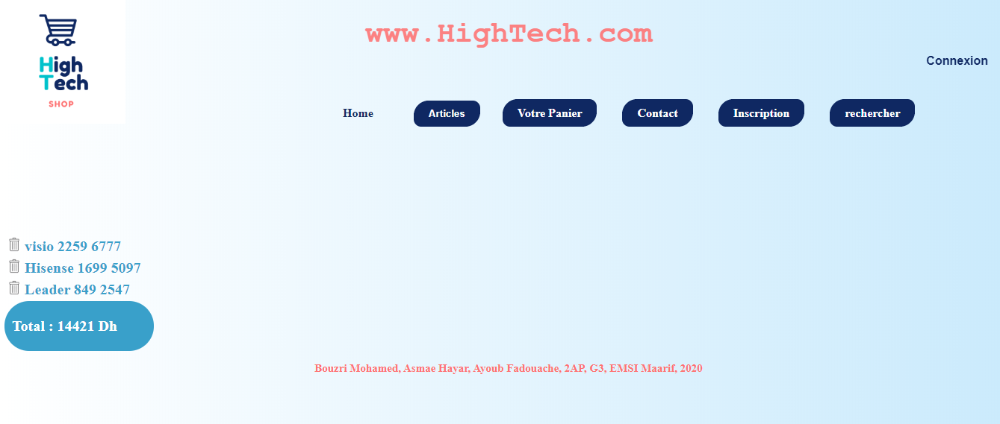 www.HighTech.com
High
Tech
SHOP
Connexion
Home Articles Votre Panier Contact Inscription rechercher
visio 2259 6777
Hisense 1699 5097
Leader 849 2547
Total : 14421 Dh
Bouzri Mohamed, Asmae Hayar, Ayoub Fadouache, 2AP, G3, EMSI Maarif, 2020